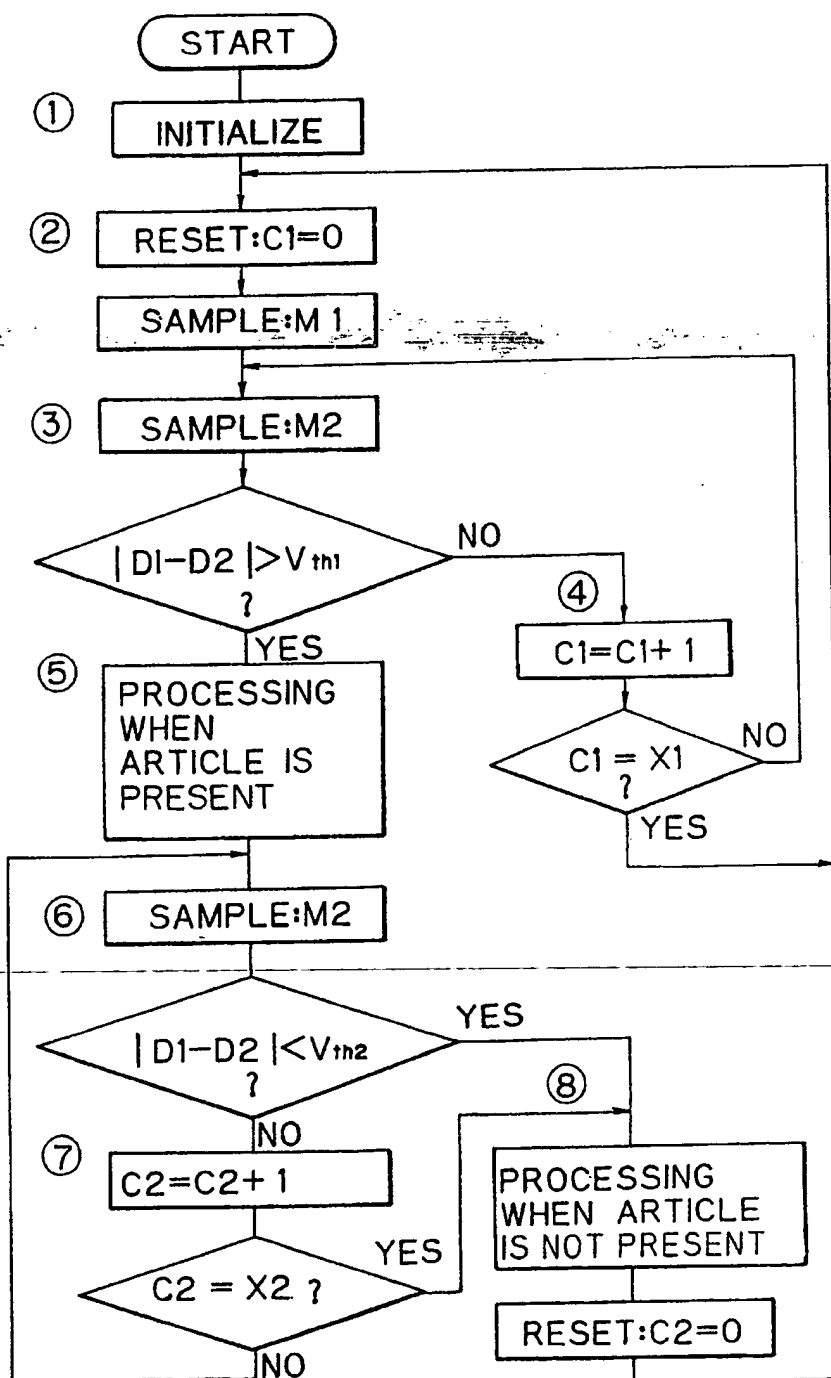 START
①
INITIALIZE
②
RESET:C1=0
SAMPLE:M1
③
SAMPLE:M2
|D1-D2|>Vth1
?
NO
YES
④
C1=C1+1
C1=X1
?
NO
YES
⑤
PROCESSING
WHEN
ARTICLE IS
PRESENT
⑥
SAMPLE:M2
|D1-D2|<Vth2
?
YES
NO
⑦
C2=C2+1
C2=X2?
YES
NO
⑧
PROCESSING
WHEN ARTICLE
IS NOT PRESENT
RESET:C2=0